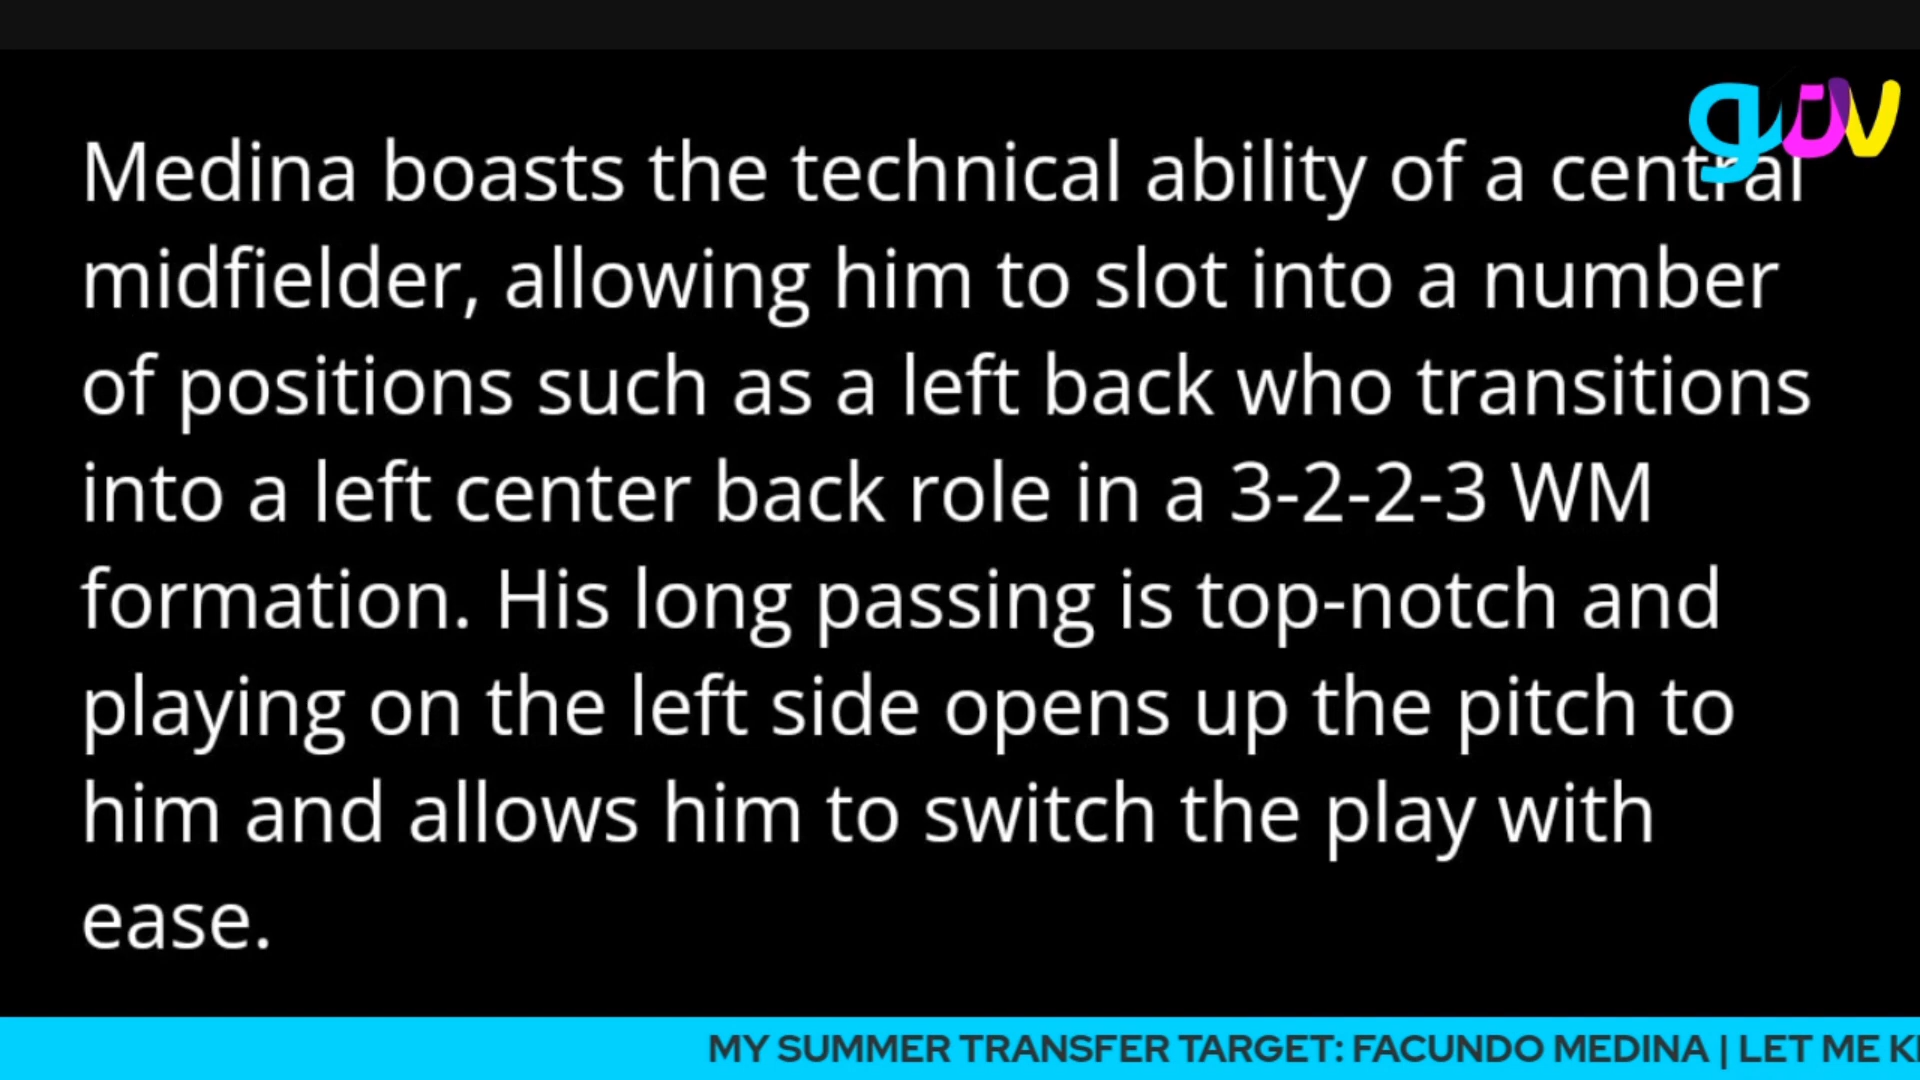 gtv
Medina boasts the technical ability of a central
midfielder, allowing him to slot into a number
of positions such as a left back who transitions
into a left center back role in a 3-2-2-3 WM
formation. His long passing is top-notch and
playing on the left side opens up the pitch to
him and allows him to switch the play with
ease.
MY SUMMER TRANSFER TARGET: FACUNDO MEDINA | LET ME